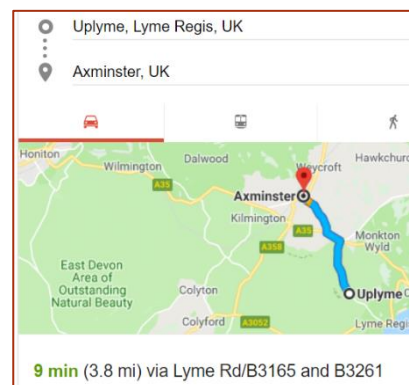 Uplyme, Lyme Regis, UK
Axminster, UK
Honiton
Wilmington
Dalwood
Weycroft
Hawkchur
A35
Axminster
Kilmington
A35
Monkton
Wyld
A358
East Devon
Area of
Outstanding
Natural Beauty
Colyton
Uplyme
Colyford
A3052
Lyme Regis
9 min (3.8 mi) via Lyme Rd/B3165 and B3261